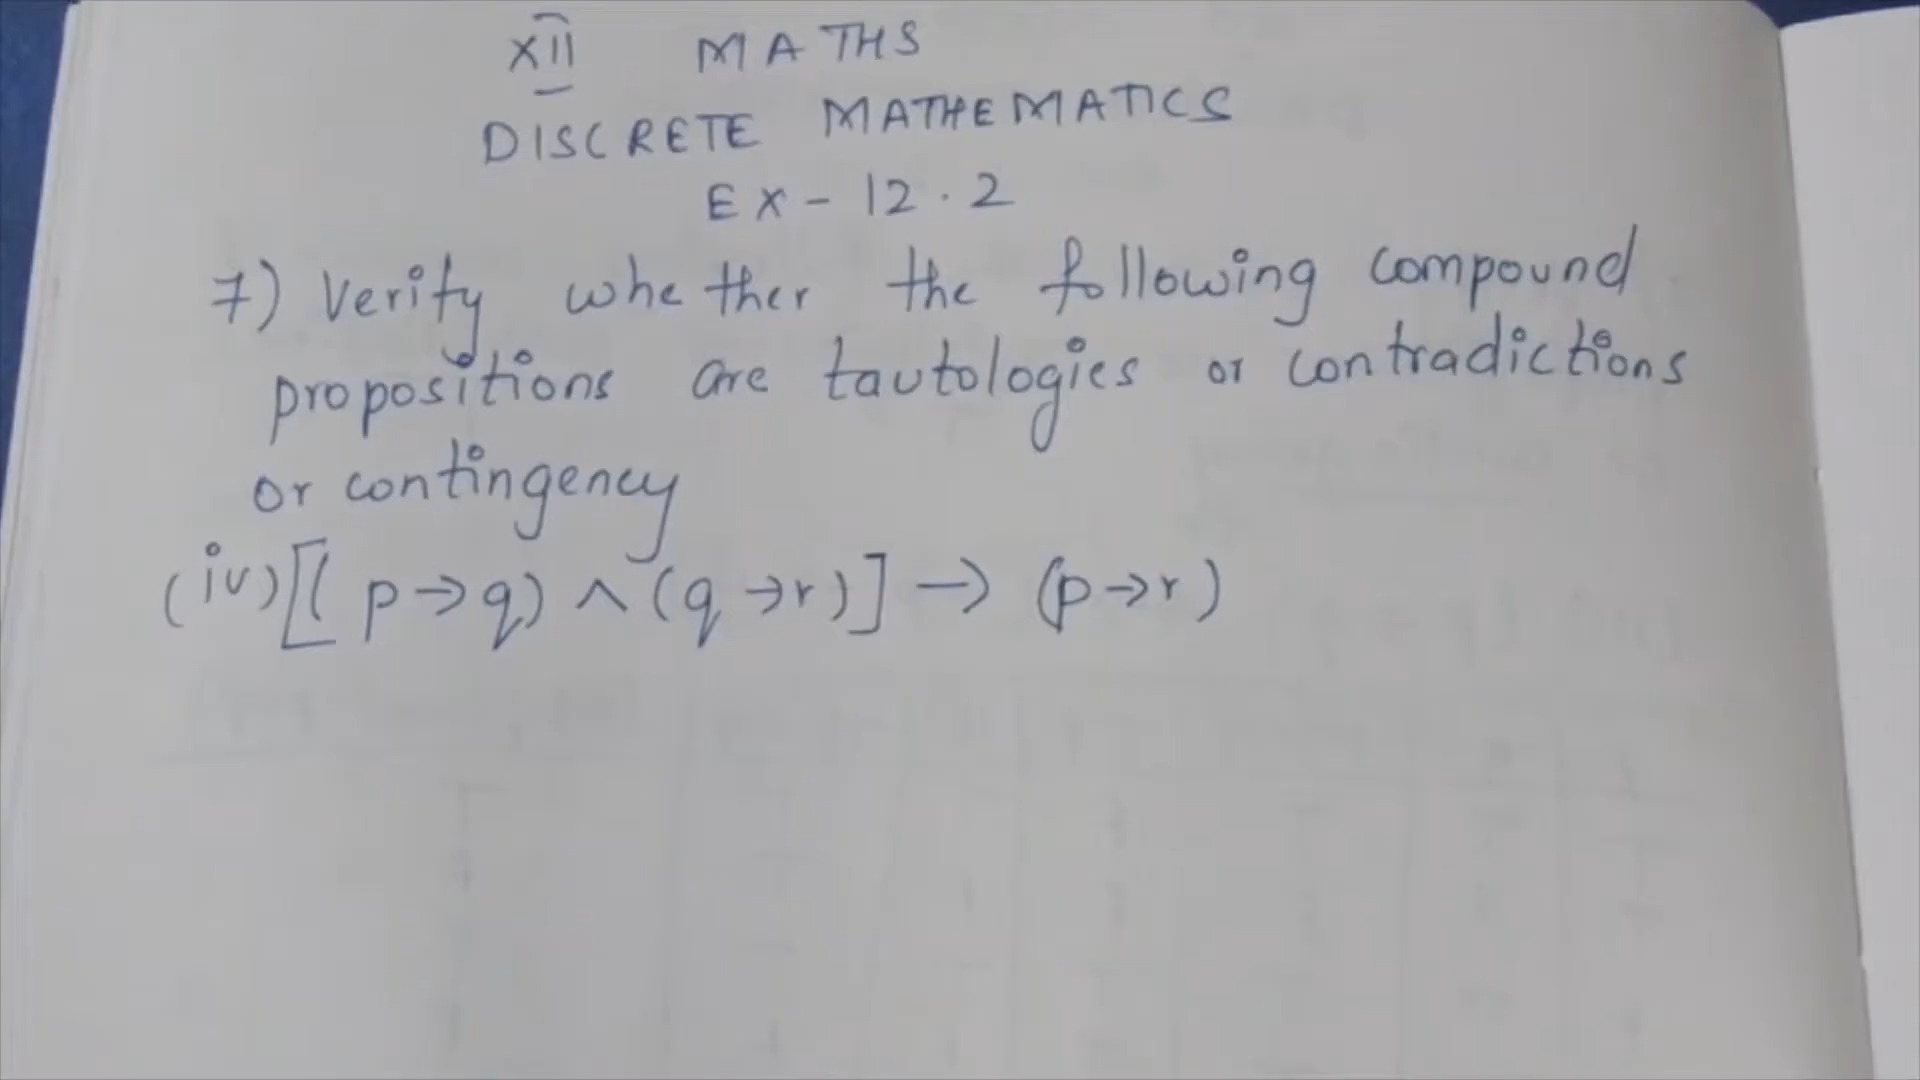 XII MATHS
DISCRETE MATHEMATICS
EX - 12.2
7) Verify whether the following compound
propositions are tautologies or contradictions
or contingency
(iv) [(p→q) ∧ (q→r)] → (p→r)